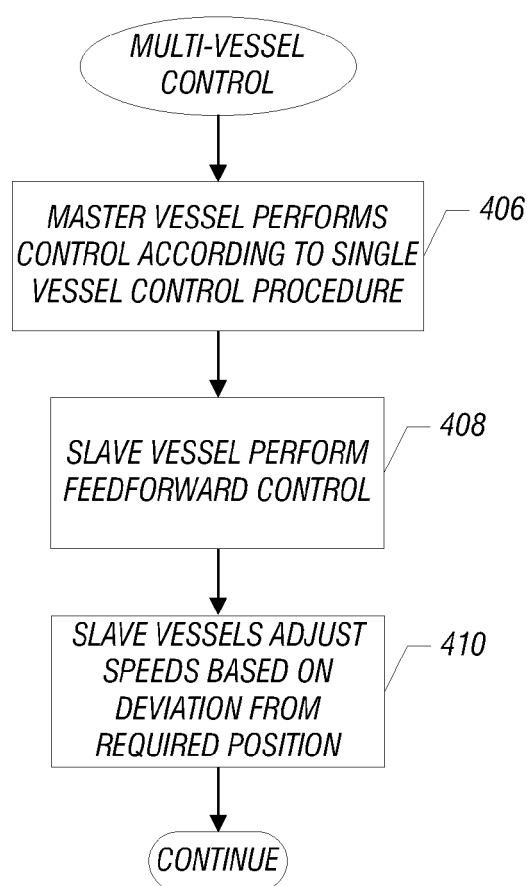 MULTI-VESSEL
CONTROL
MASTER VESSEL PERFORMS
CONTROL ACCORDING TO SINGLE
VESSEL CONTROL PROCEDURE
406
SLAVE VESSEL PERFORM
FEEDFORWARD CONTROL
408
SLAVE VESSELS ADJUST
SPEEDS BASED ON
DEVIATION FROM
REQUIRED POSITION
410
CONTINUE